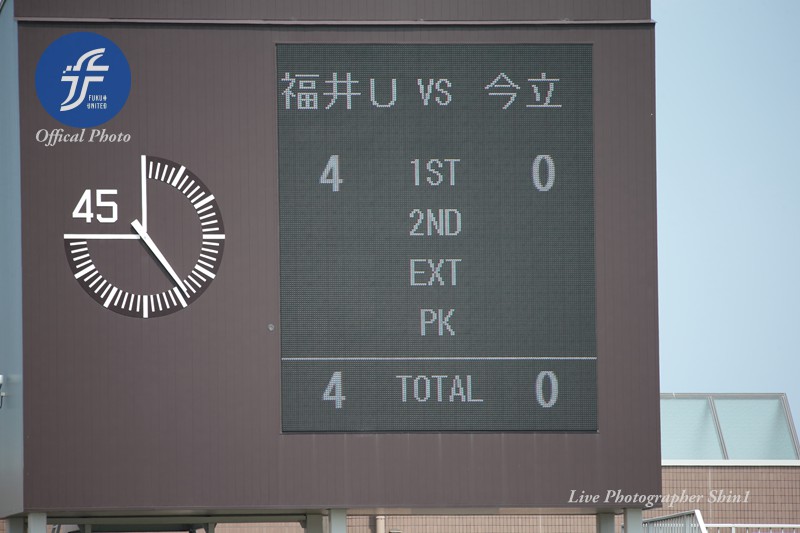 FUKUI
UNITED
Offical Photo
45
福井U VS 今立
4 1ST 0
2ND
EXT
PK
4 TOTAL 0
Live Photographer Shin1